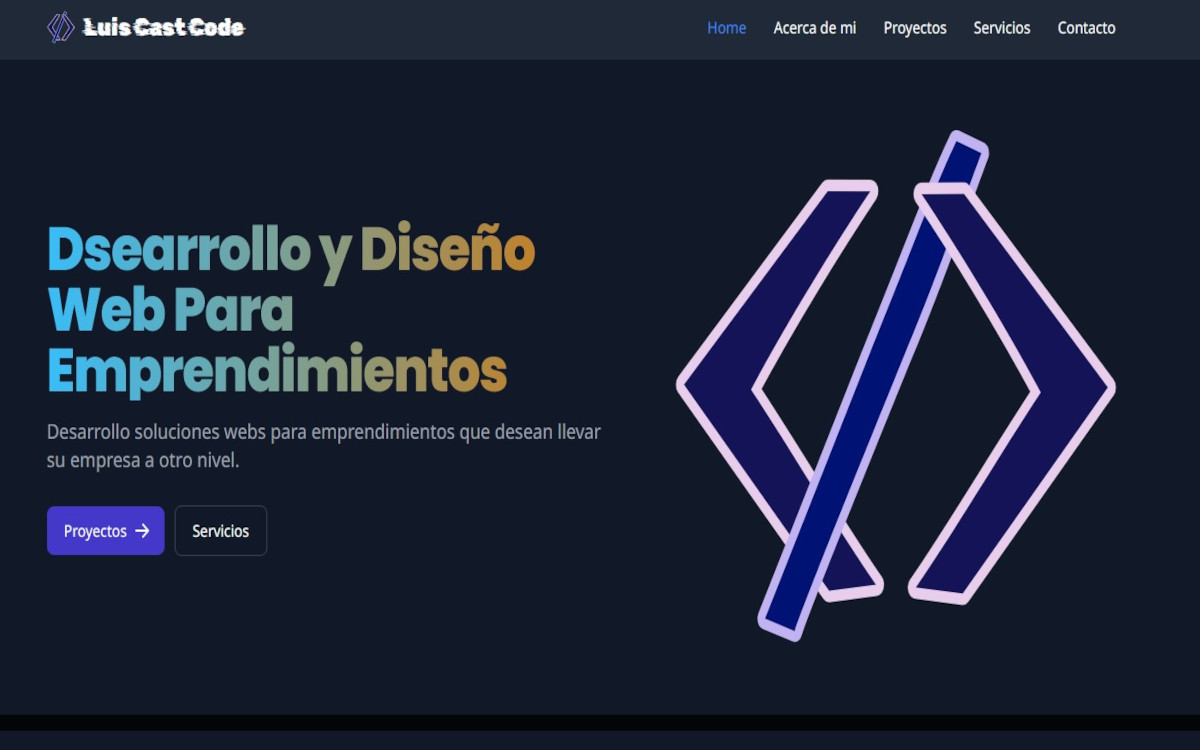 Luis Cast Code
Home Acerca de mi Proyectos Servicios Contacto
Dsearrollo y Diseño
Web Para
Emprendimientos
Desarrollo soluciones webs para emprendimientos que desean llevar
su empresa a otro nivel.
Proyectos →
Servicios